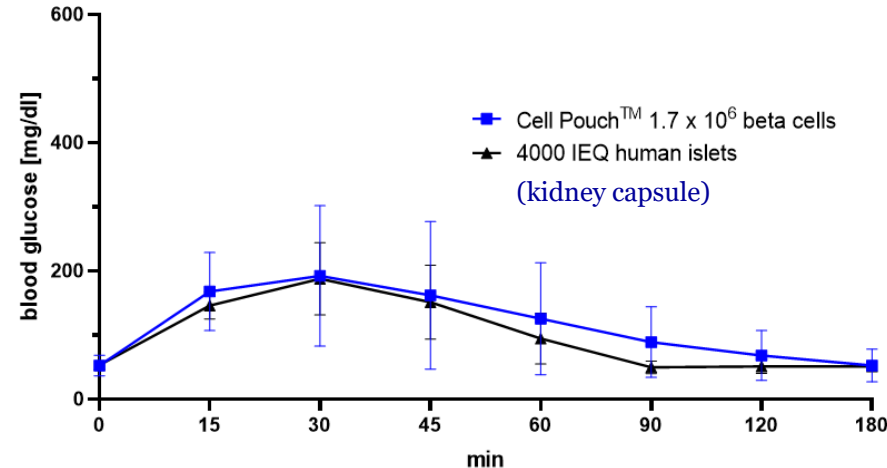 600
400
200
0
blood glucose [mg/dl]
Cell Pouch™ 1.7 x 10⁶ beta cells
4000 IEQ human islets
(kidney capsule)
0 15 30 45 60 90 120 180
min